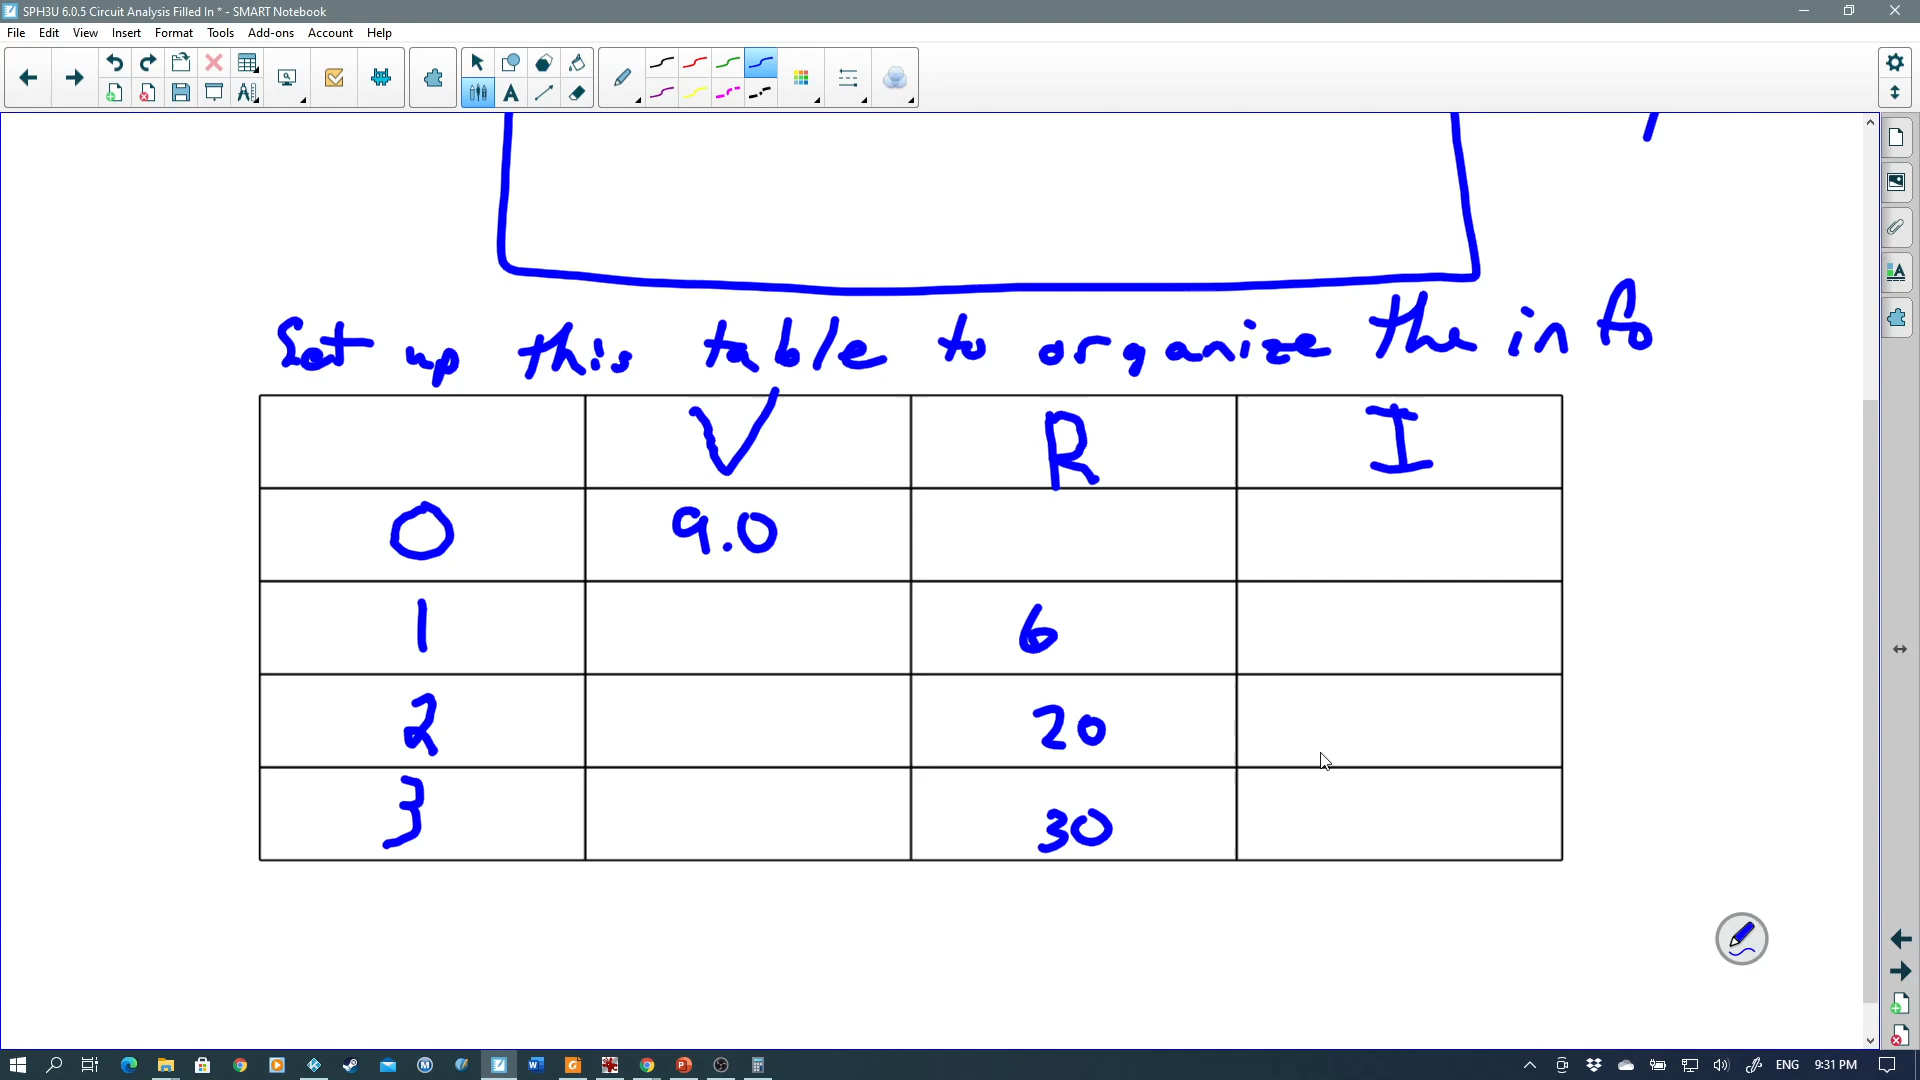 SPH3U 6.0.5 Circuit Analysis Filled In * - SMART Notebook
File Edit View Insert Format Tools Add-ons Account Help
Set up this table to organize the info
V R I
0 9.0
1 6
2 20
3 30
ENG 9:31 PM